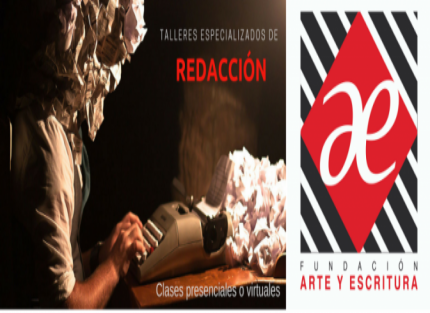 TALLERES ESPECIALIZADOS DE
REDACCIÓN
Clases presenciales o virtuales
æ
FUNDACIÓN
ARTE Y ESCRITURA